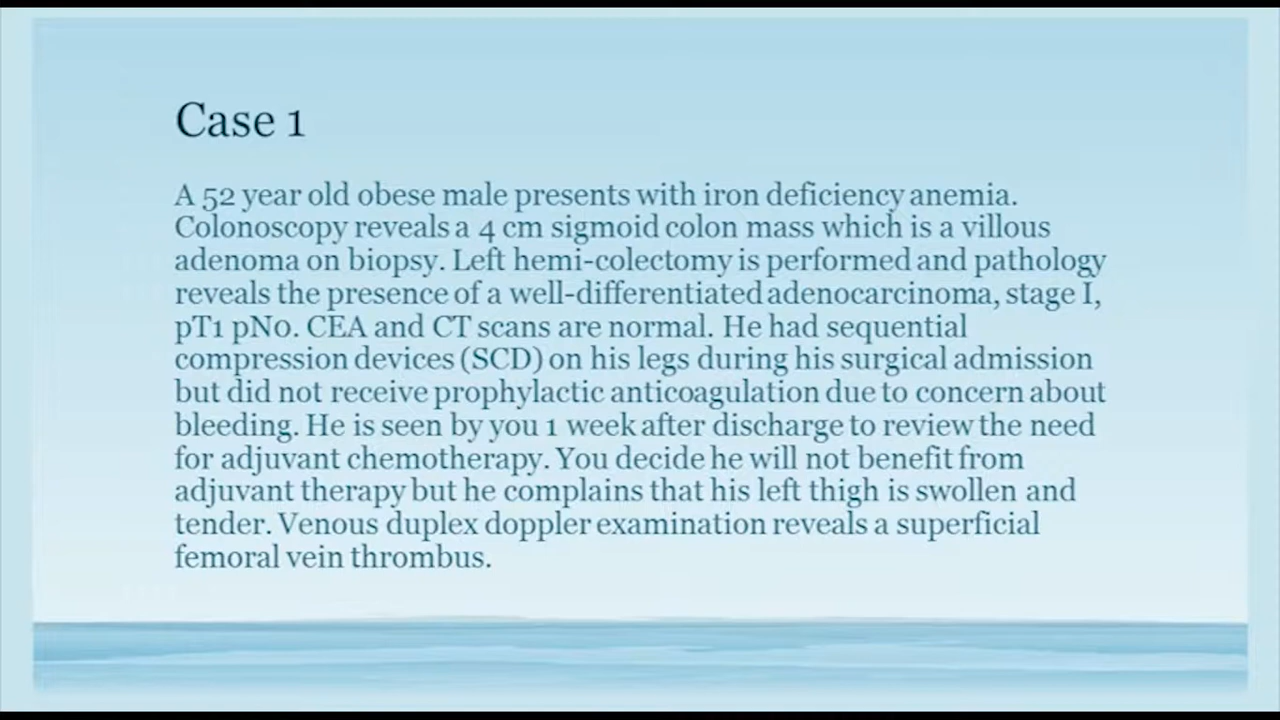 Case 1
A 52 year old obese male presents with iron deficiency anemia.
Colonoscopy reveals a 4 cm sigmoid colon mass which is a villous
adenoma on biopsy. Left hemi-colectomy is performed and pathology
reveals the presence of a well-differentiated adenocarcinoma, stage I,
pT1 pN0. CEA and CT scans are normal. He had sequential
compression devices (SCD) on his legs during his surgical admission
but did not receive prophylactic anticoagulation due to concern about
bleeding. He is seen by you 1 week after discharge to review the need
for adjuvant chemotherapy. You decide he will not benefit from
adjuvant therapy but he complains that his left thigh is swollen and
tender. Venous duplex doppler examination reveals a superficial
femoral vein thrombus.